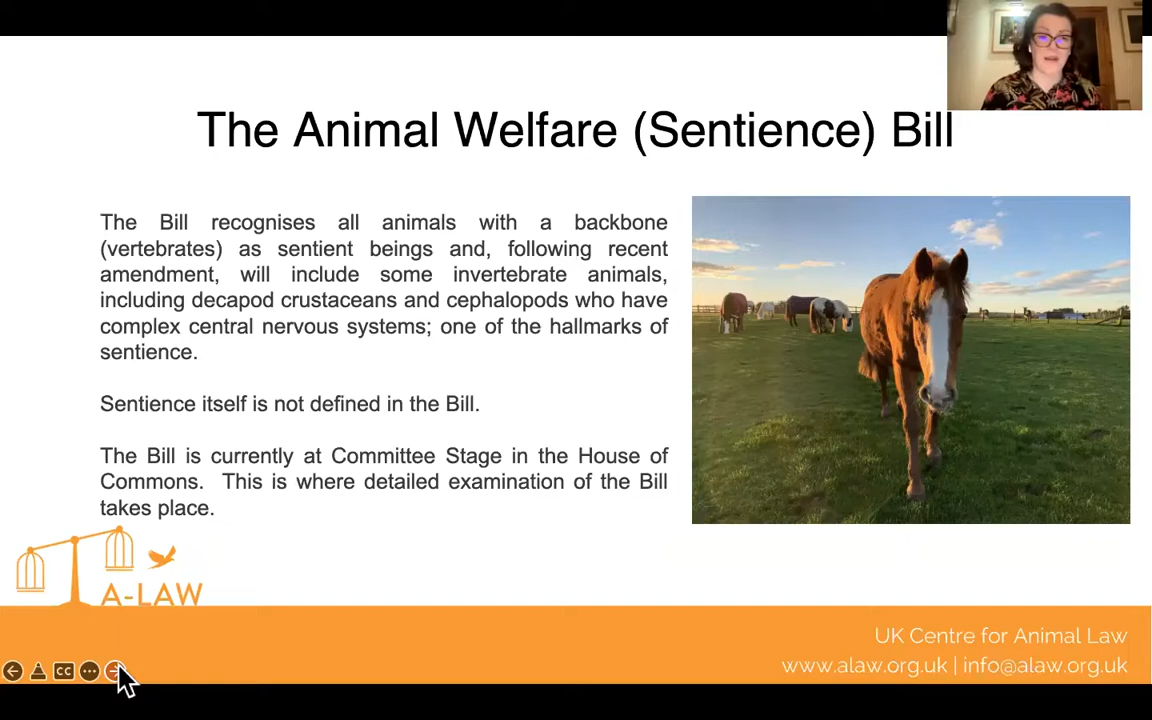 The Animal Welfare (Sentience) Bill
The Bill recognises all animals with a backbone
(vertebrates) as sentient beings and, following recent
amendment, will include some invertebrate animals,
including decapod crustaceans and cephalopods who have
complex central nervous systems; one of the hallmarks of
sentience.
Sentience itself is not defined in the Bill.
The Bill is currently at Committee Stage in the House of
Commons. This is where detailed examination of the Bill
takes place.
A-LAW
UK Centre for Animal Law
www.alaw.org.uk | info@alaw.org.uk
CC